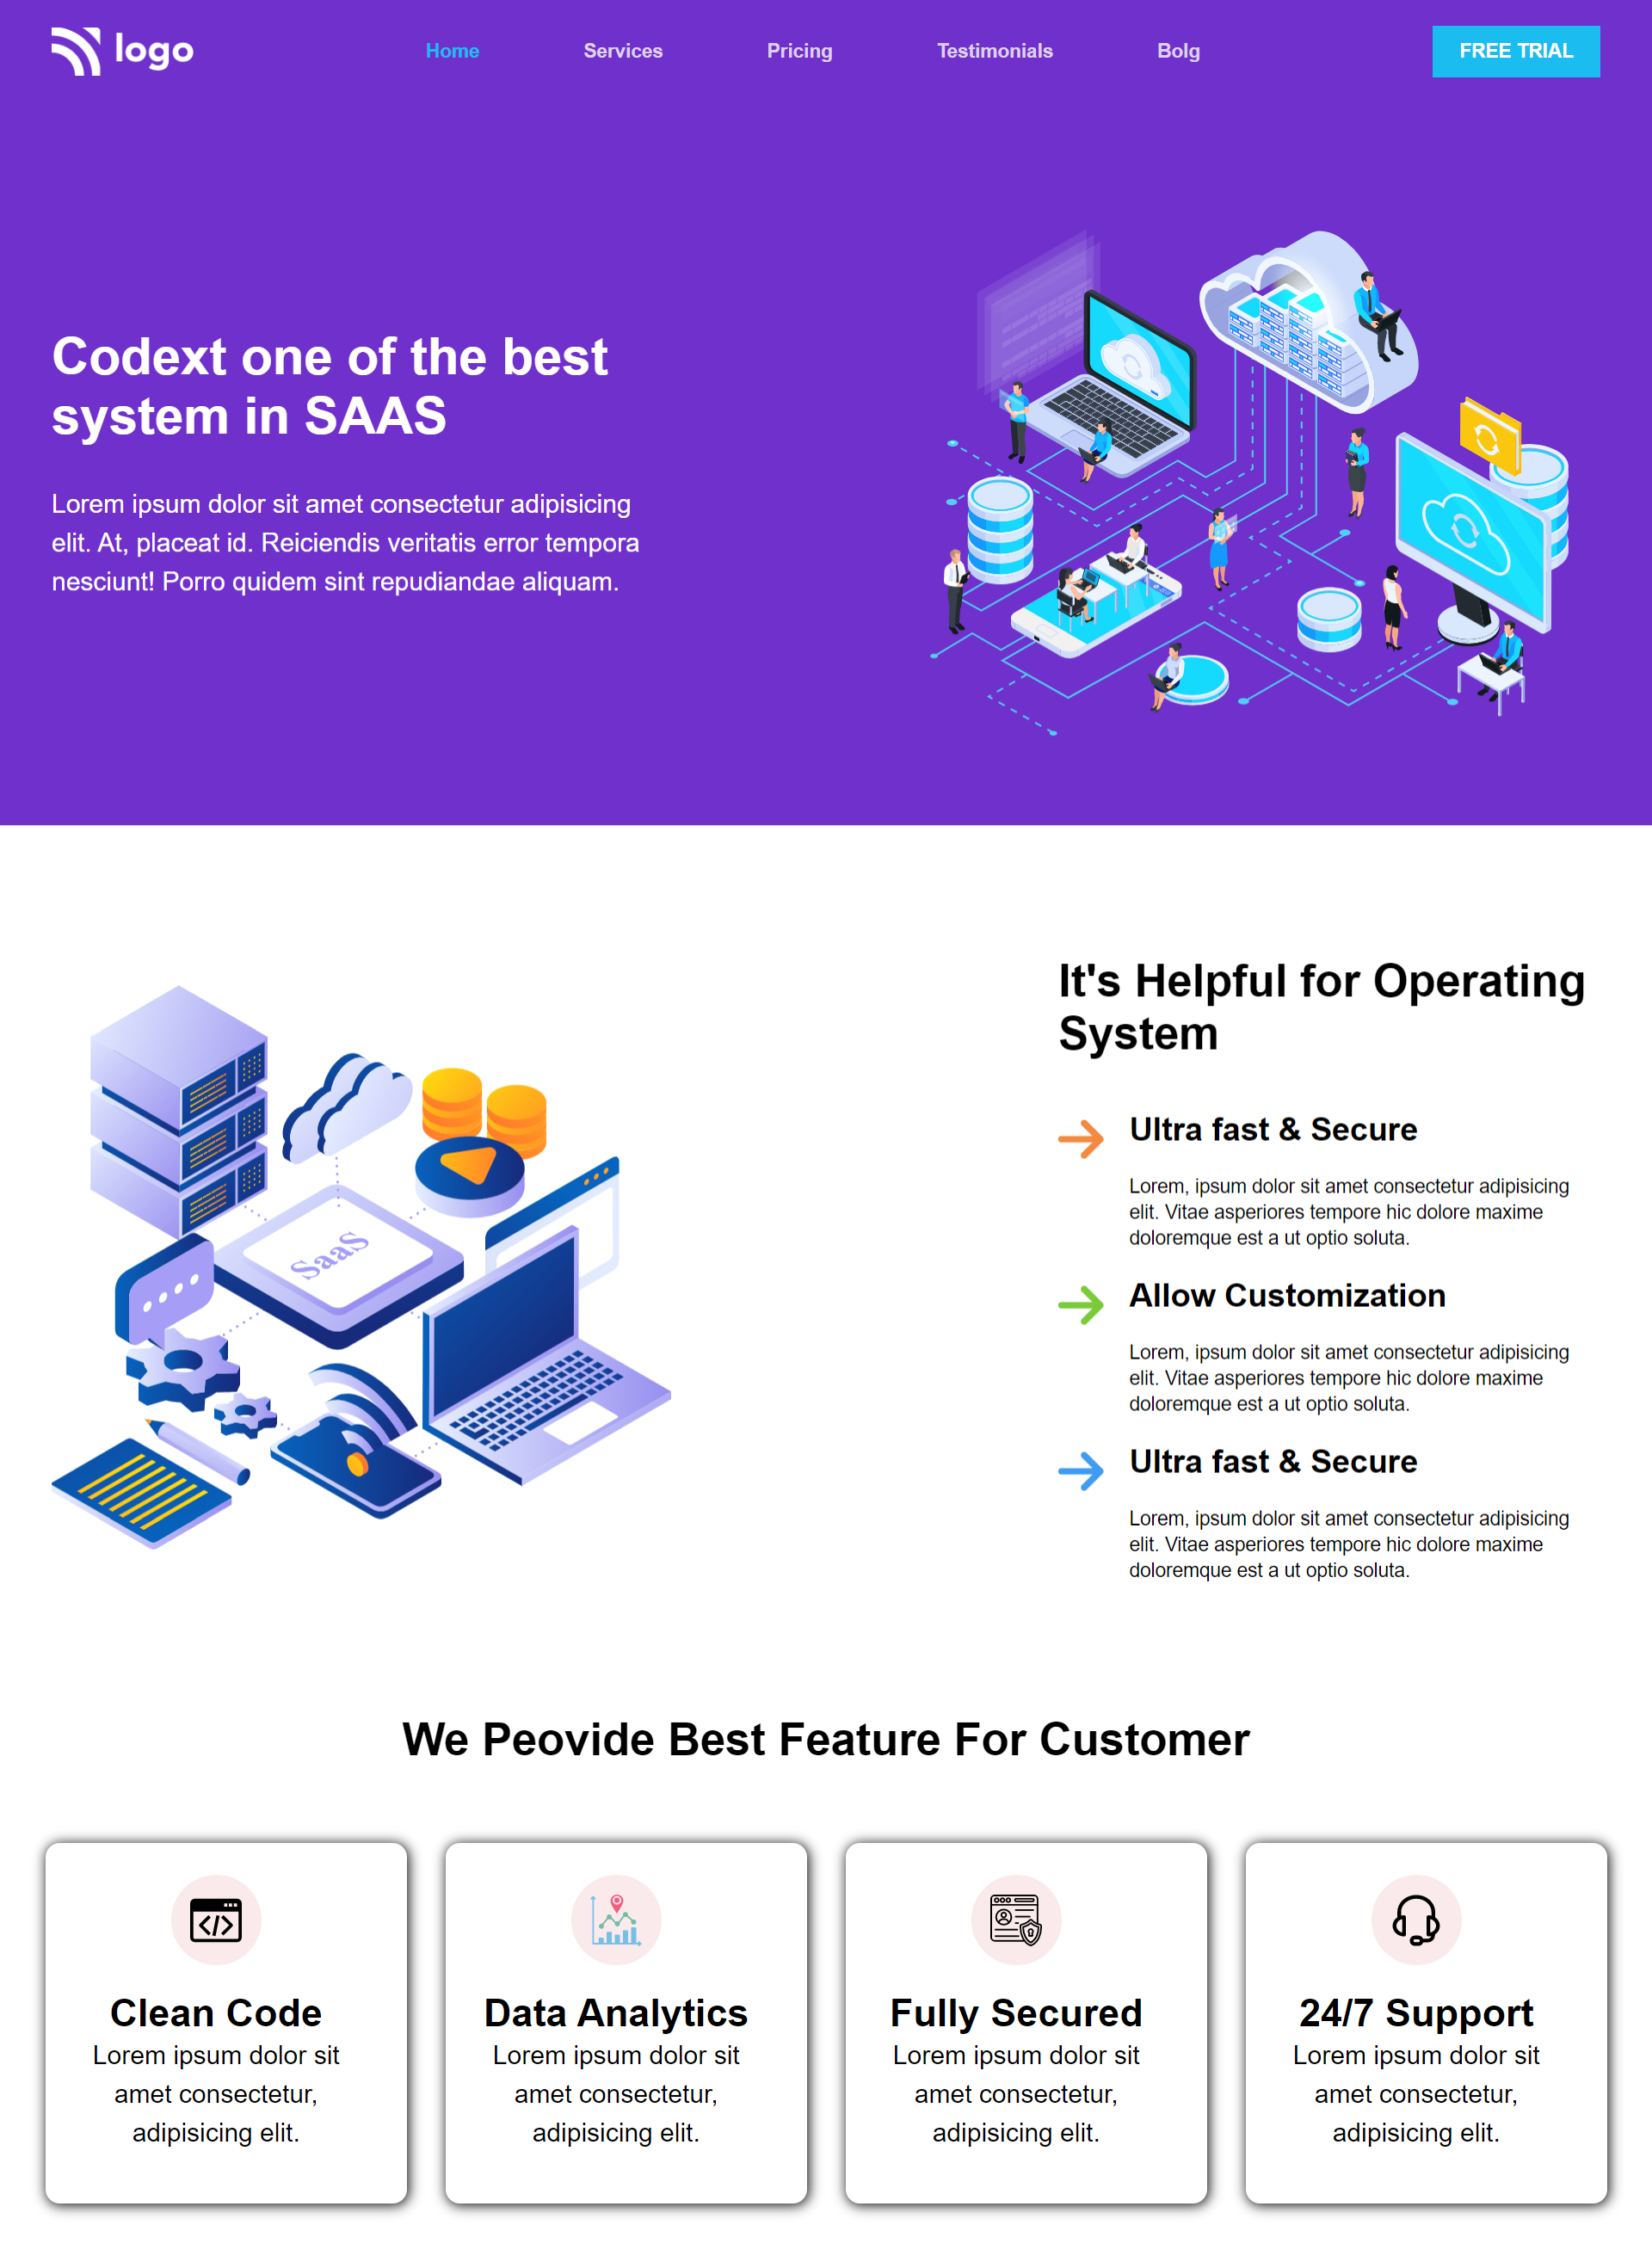 logo
Home
Services
Pricing
Testimonials
Bolg
FREE TRIAL
Codext one of the best
system in SAAS
Lorem ipsum dolor sit amet consectetur adipisicing
elit. At, placeat id. Reiciendis veritatis error tempora
nesciunt! Porro quidem sint repudiandae aliquam.
SaaS
It's Helpful for Operating
System
Ultra fast & Secure
Lorem, ipsum dolor sit amet consectetur adipisicing
elit. Vitae asperiores tempore hic dolore maxime
doloremque est a ut optio soluta.
Allow Customization
Lorem, ipsum dolor sit amet consectetur adipisicing
elit. Vitae asperiores tempore hic dolore maxime
doloremque est a ut optio soluta.
Ultra fast & Secure
Lorem, ipsum dolor sit amet consectetur adipisicing
elit. Vitae asperiores tempore hic dolore maxime
doloremque est a ut optio soluta.
We Peovide Best Feature For Customer
Clean Code
Lorem ipsum dolor sit
amet consectetur,
adipisicing elit.
Data Analytics
Lorem ipsum dolor sit
amet consectetur,
adipisicing elit.
Fully Secured
Lorem ipsum dolor sit
amet consectetur,
adipisicing elit.
24/7 Support
Lorem ipsum dolor sit
amet consectetur,
adipisicing elit.